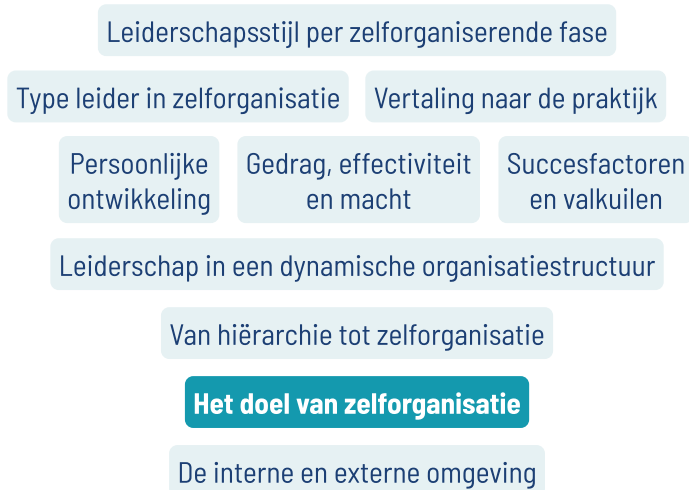 Leiderschapsstijl per zelforganiserende fase
Type leider in zelforganisatie
Vertaling naar de praktijk
Persoonlijke
ontwikkeling
Gedrag, effectiviteit
en macht
Succesfactoren
en valkuilen
Leiderschap in een dynamische organisatiestructuur
Van hiërarchie tot zelforganisatie
Het doel van zelforganisatie
De interne en externe omgeving